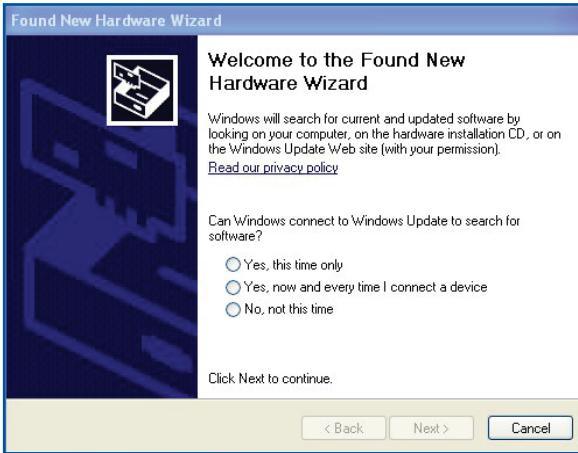 Found New Hardware Wizard
Welcome to the Found New
Hardware Wizard
Windows will search for current and updated software by
looking on your computer, on the hardware installation CD, or on
the Windows Update Web site (with your permission).
Read our privacy policy
Can Windows connect to Windows Update to search for
software?
Yes, this time only
Yes, now and every time I connect a device
No, not this time
Click Next to continue.
< Back Next > Cancel